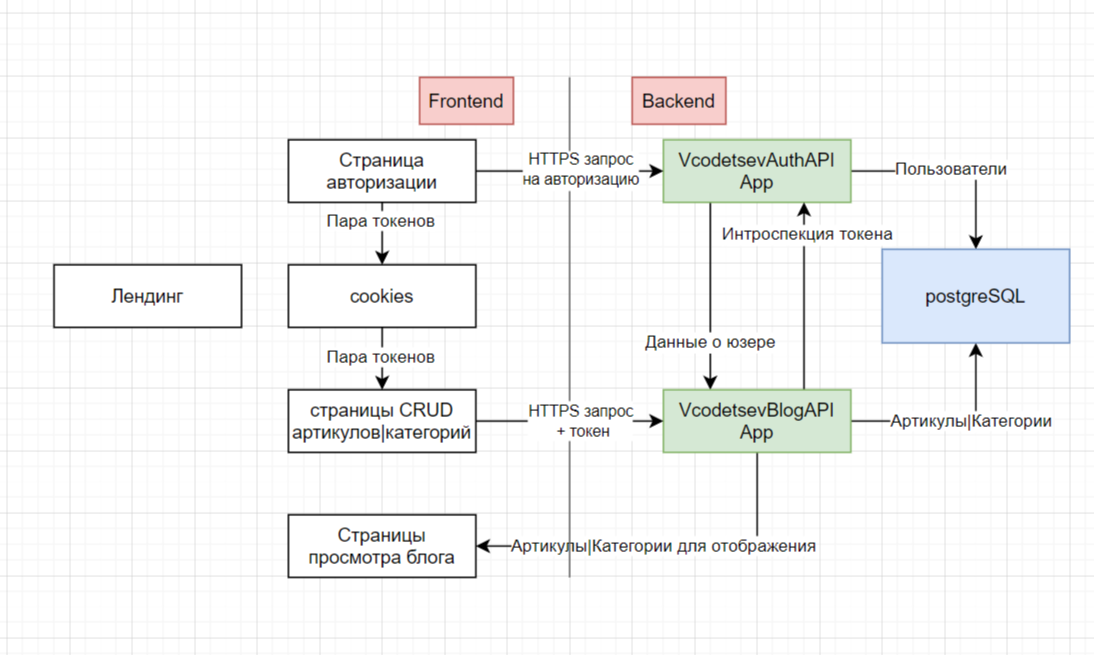 Frontend
Backend
Страница
авторизации
HTTPS запрос
на авторизацию
VcodetsevAuthAPI
App
Пользователи
Пара токенов
Интроспекция токена
Лендинг
cookies
postgreSQL
Данные о юзере
Пара токенов
страницы CRUD
артикулов|категорий
HTTPS запрос
+ токен
VcodetsevBlogAPI
App
Артикулы|Категории
Страницы
просмотра блога
Артикулы|Категории для отображения